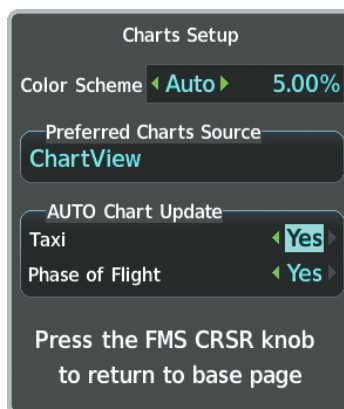 Charts Setup
Color Scheme Auto 5.00%
Preferred Charts Source
ChartView
AUTO Chart Update
Taxi Yes
Phase of Flight Yes
Press the FMS CRSR knob
to return to base page